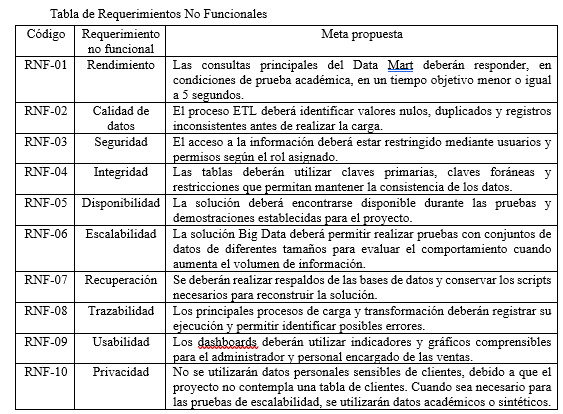 Tabla de Requerimientos No Funcionales
Código Requerimiento no funcional Meta propuesta
RNF-01 Rendimiento Las consultas principales del Data Mart deberán responder, en
condiciones de prueba académica, en un tiempo objetivo menor o igual
a 5 segundos.
RNF-02 Calidad de datos El proceso ETL deberá identificar valores nulos, duplicados y registros
inconsistentes antes de realizar la carga.
RNF-03 Seguridad El acceso a la información deberá estar restringido mediante usuarios y
permisos según el rol asignado.
RNF-04 Integridad Las tablas deberán utilizar claves primarias, claves foráneas y
restricciones que permitan mantener la consistencia de los datos.
RNF-05 Disponibilidad La solución deberá encontrarse disponible durante las pruebas y
demostraciones establecidas para el proyecto.
RNF-06 Escalabilidad La solución Big Data deberá permitir realizar pruebas con conjuntos de
datos de diferentes tamaños para evaluar el comportamiento cuando
aumenta el volumen de información.
RNF-07 Recuperación Se deberán realizar respaldos de las bases de datos y conservar los scripts
necesarios para reconstruir la solución.
RNF-08 Trazabilidad Los principales procesos de carga y transformación deberán registrar su
ejecución y permitir identificar posibles errores.
RNF-09 Usabilidad Los dashboards deberán utilizar indicadores y gráficos comprensibles
para el administrador y personal encargado de las ventas.
RNF-10 Privacidad No se utilizarán datos personales sensibles de clientes, debido a que el
proyecto no contempla una tabla de clientes. Cuando sea necesario para
las pruebas de escalabilidad, se utilizarán datos académicos o sintéticos.